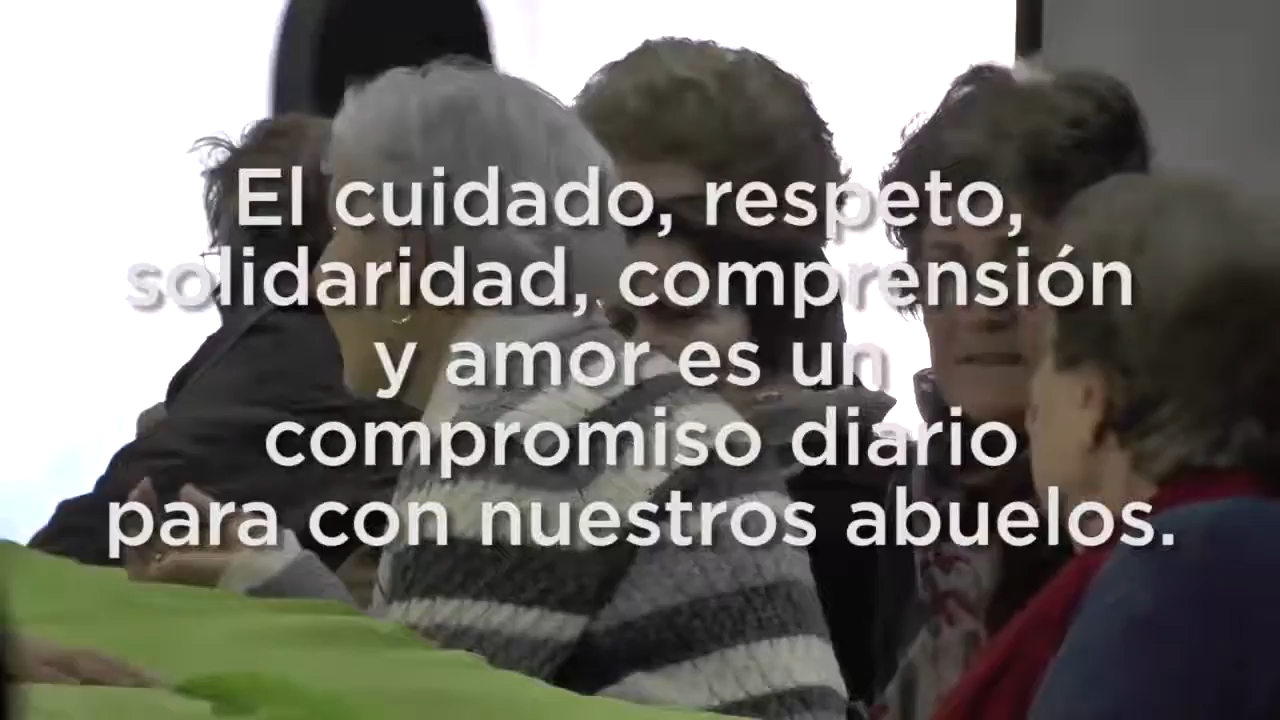 El cuidado, respeto,
solidaridad, comprensión
y amor es un
compromiso diario
para con nuestros abuelos.